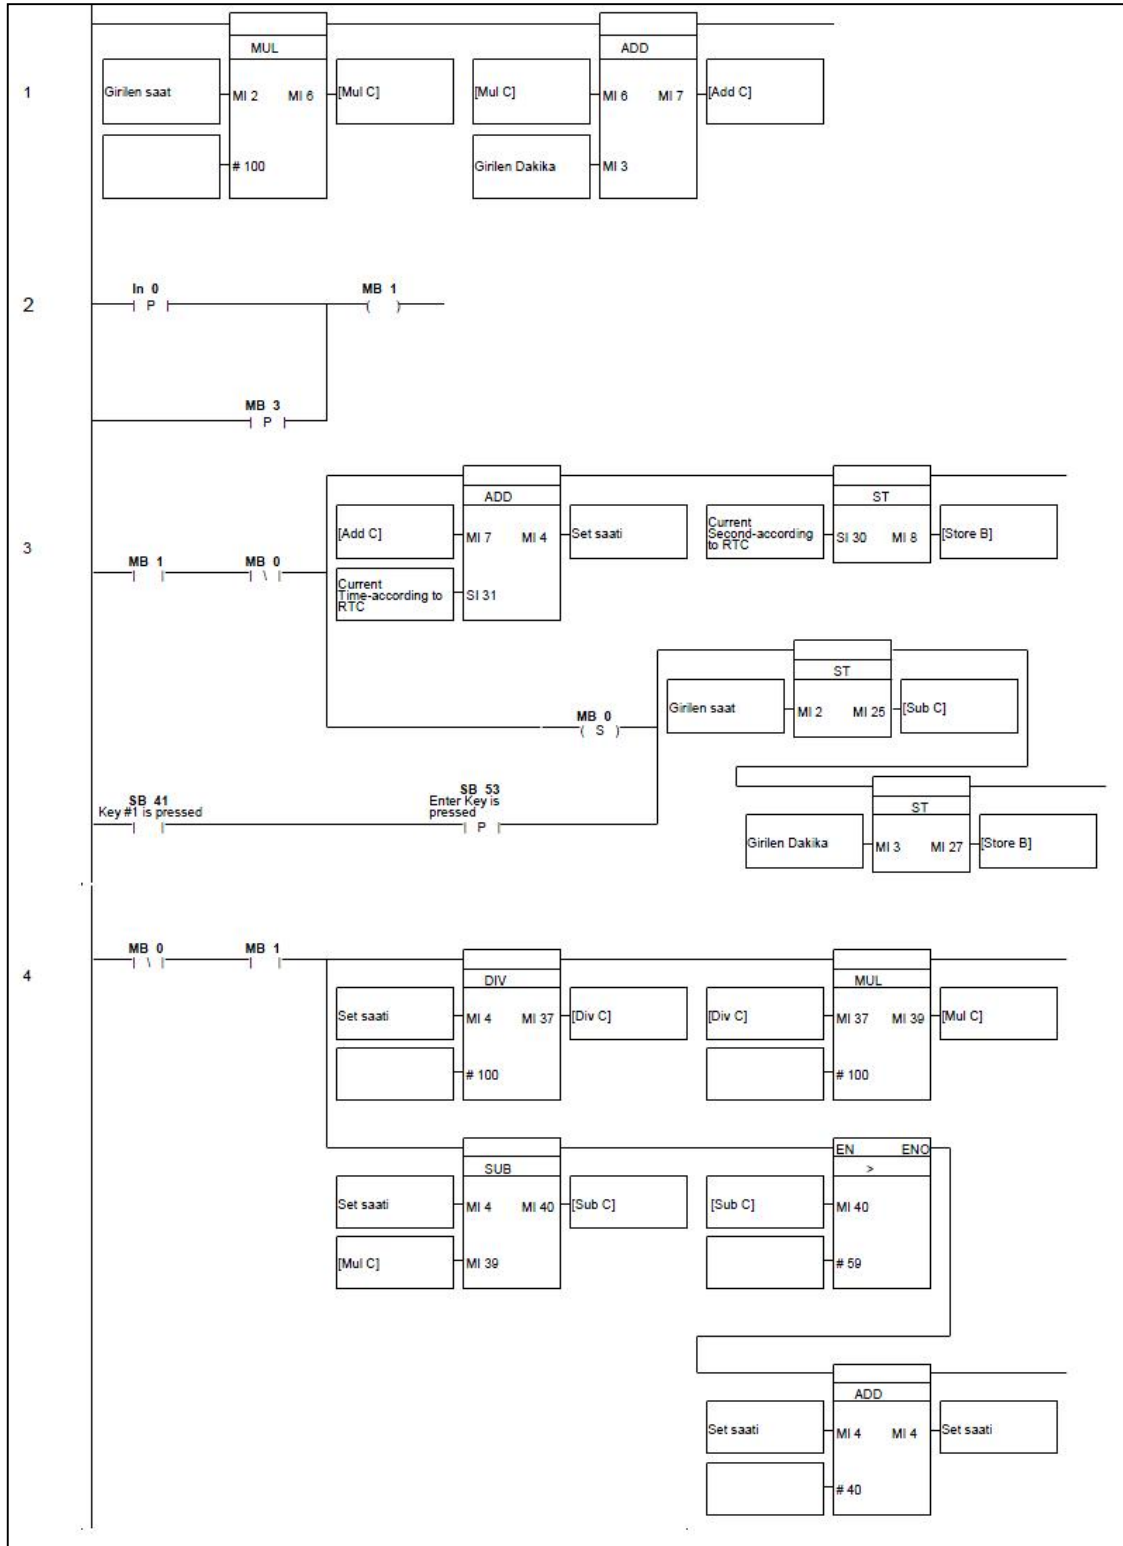 1
MUL
Girilen saat
MI 2 MI 6
[Mul C]
# 100
ADD
[Mul C]
MI 6 MI 7
[Add C]
Girilen Dakika
MI 3
2
In 0
P
MB 1
MB 3
P
3
MB 1
MB 0
ADD
[Add C]
MI 7 MI 4
Set saati
Current
Time-according to
RTC
SI 31
ST
Current
Second-according
to RTC
SI 30 MI 8
[Store B]
MB 0
S
ST
Girilen saat
MI 2 MI 25
[Sub C]
SB 41
Key #1 is pressed
SB 53
Enter Key is
pressed
P
ST
Girilen Dakika
MI 3 MI 27
[Store B]
4
MB 0
MB 1
DIV
Set saati
MI 4 MI 37
[Div C]
# 100
MUL
[Div C]
MI 37 MI 39
[Mul C]
# 100
SUB
Set saati
MI 4 MI 40
[Sub C]
[Mul C]
MI 39
EN ENO
>
[Sub C]
MI 40
# 59
ADD
Set saati
MI 4 MI 4
Set saati
# 40